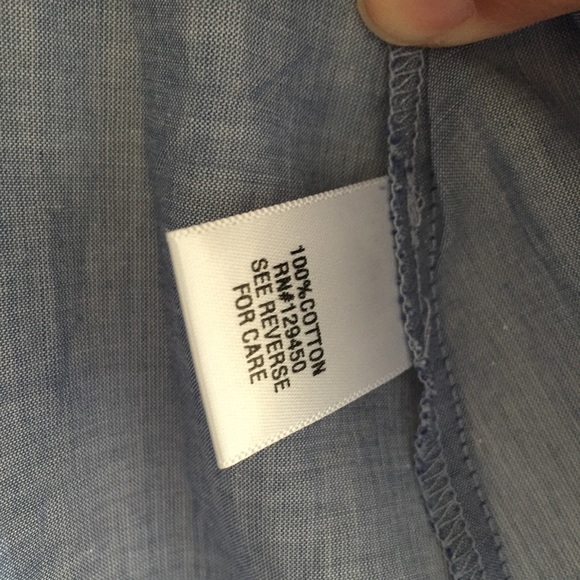 100%COTTON
RN#129450
SEE REVERSE
FOR CARE